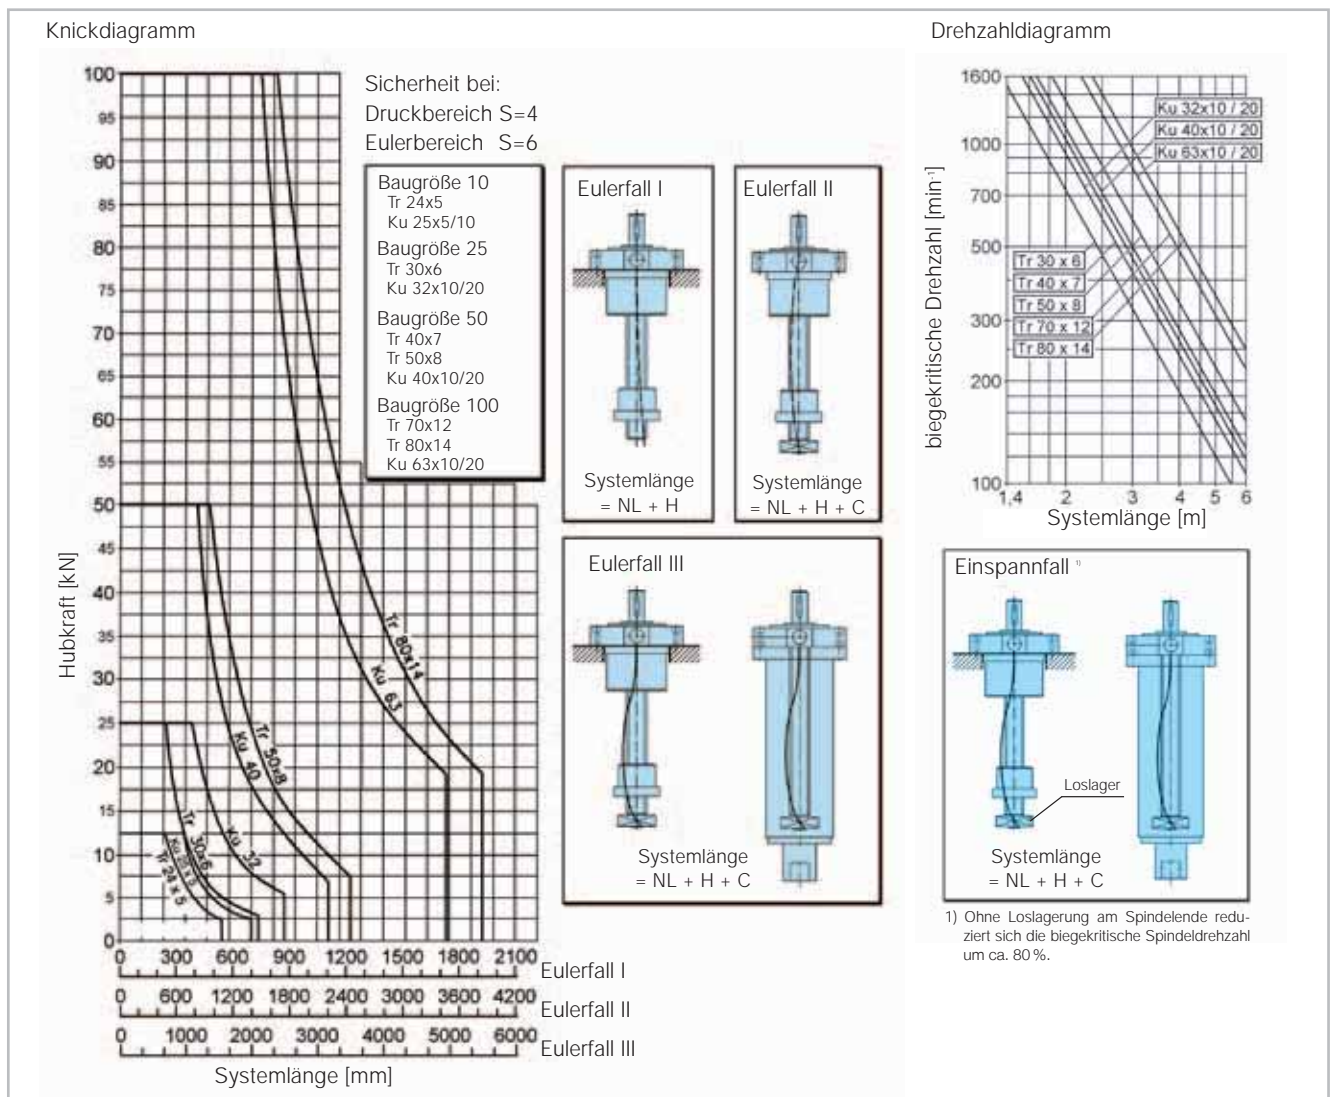 Knickdiagramm
100
95
90
85
80
75
70
65
60
55
50
45
40
35
30
25
20
15
10
5
0
Hubkraft [kN]
Tr 80x14
Ku 63
Tr 50x8
Ku 40
Ku 32
Tr 30x6
Ku 25x5
Tr 24x5
0 300 600 900 1200 1500 1800 2100
Eulerfall I
0 600 1200 1800 2400 3000 3600 4200
Eulerfall II
0 1000 2000 3000 4000 5000 6000
Eulerfall III
Systemlänge [mm]
Sicherheit bei:
Druckbereich S=4
Eulerbereich S=6
Baugröße 10
Tr 24x5
Ku 25x5/10
Baugröße 25
Tr 30x6
Ku 32x10/20
Baugröße 50
Tr 40x7
Tr 50x8
Ku 40x10/20
Baugröße 100
Tr 70x12
Tr 80x14
Ku 63x10/20
Eulerfall I
Systemlänge
= NL + H
Eulerfall II
Systemlänge
= NL + H + C
Eulerfall III
Systemlänge
= NL + H + C
Drehzahldiagramm
biegekritische Drehzahl [min⁻¹]
1600
1000
700
500
300
200
100
Ku 32x10 / 20
Ku 40x10 / 20
Ku 63x10 / 20
Tr 30 x 6
Tr 40 x 7
Tr 50 x 8
Tr 70 x 12
Tr 80 x 14
1,4 2 3 4 5 6
Systemlänge [m]
Einspannfall ¹⁾
Loslager
Systemlänge
= NL + H + C
1) Ohne Loslagerung am Spindelende redu-
ziert sich die biegekritische Spindeldrehzahl
um ca. 80 %.